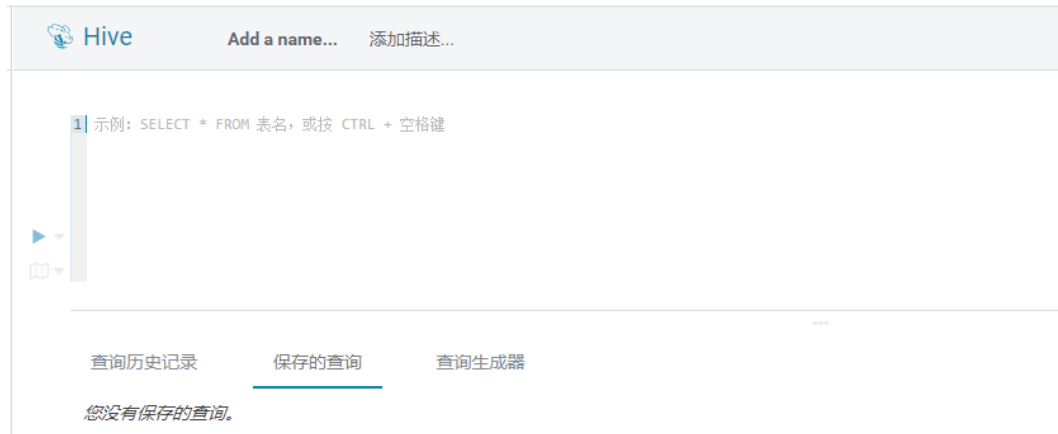 Hive Add a name... 添加描述...
1 示例: SELECT * FROM 表名，或按 CTRL + 空格键
查询历史记录 保存的查询 查询生成器
您没有保存的查询。